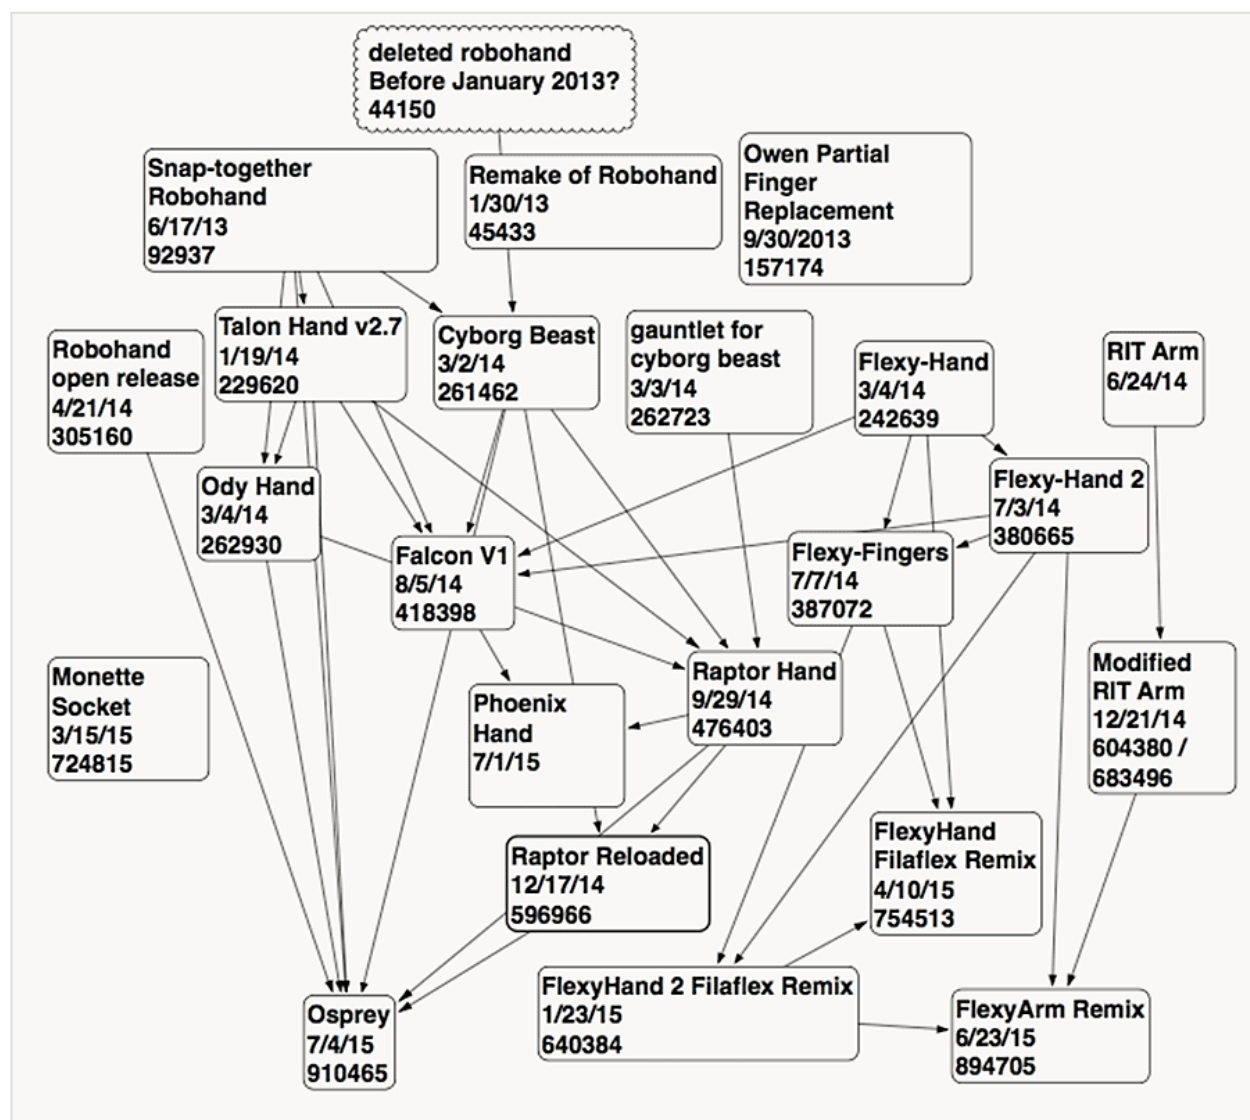 deleted robohand
Before January 2013?
44150
Snap-together
Robohand
6/17/13
92937
Remake of Robohand
1/30/13
45433
Owen Partial
Finger
Replacement
9/30/2013
157174
Talon Hand v2.7
1/19/14
229620
Cyborg Beast
3/2/14
261462
gauntlet for
cyborg beast
3/3/14
262723
Robohand
open release
4/21/14
305160
Flexy-Hand
3/4/14
242639
RIT Arm
6/24/14
Ody Hand
3/4/14
262930
Flexy-Hand 2
7/3/14
380665
Falcon V1
8/5/14
418398
Flexy-Fingers
7/7/14
387072
Monette
Socket
3/15/15
724815
Phoenix
Hand
7/1/15
Raptor Hand
9/29/14
476403
Modified
RIT Arm
12/21/14
604380 /
683496
Raptor Reloaded
12/17/14
596966
FlexyHand
Filaflex Remix
4/10/15
754513
Osprey
7/4/15
910465
FlexyHand 2 Filaflex Remix
1/23/15
640384
FlexyArm Remix
6/23/15
894705